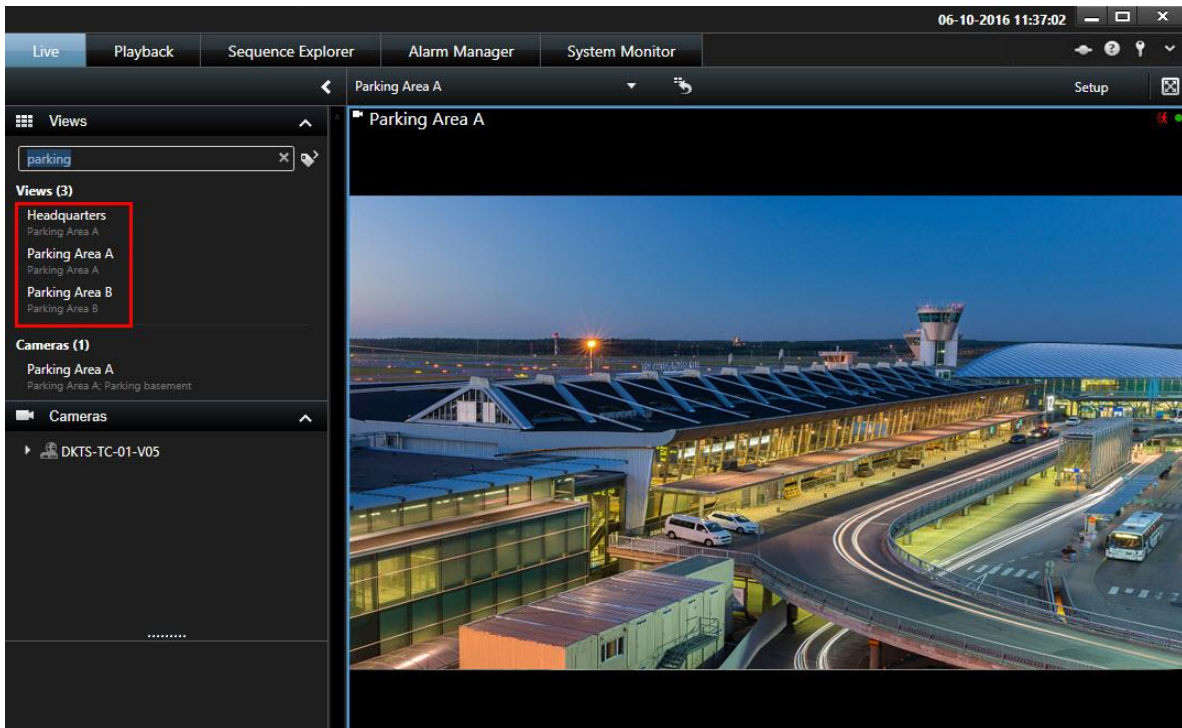 06-10-2016 11:37:02
Live Playback Sequence Explorer Alarm Manager System Monitor
Parking Area A Setup
Views
Parking Area A
parking
Views (3)
Headquarters
Parking Area A
Parking Area A
Parking Area A
Parking Area B
Parking Area B
Cameras (1)
Parking Area A
Parking Area A; Parking basement
Cameras
DKTS-TC-01-V05